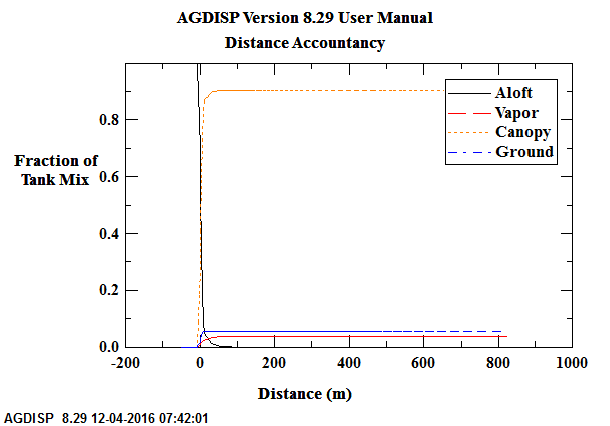 AGDISP Version 8.29 User Manual
Distance Accountancy
Aloft
Vapor
Canopy
Ground
Fraction of
Tank Mix
0.8
0.6
0.4
0.2
0.0
-200 0 200 400 600 800 1000
Distance (m)
AGDISP 8.29 12-04-2016 07:42:01